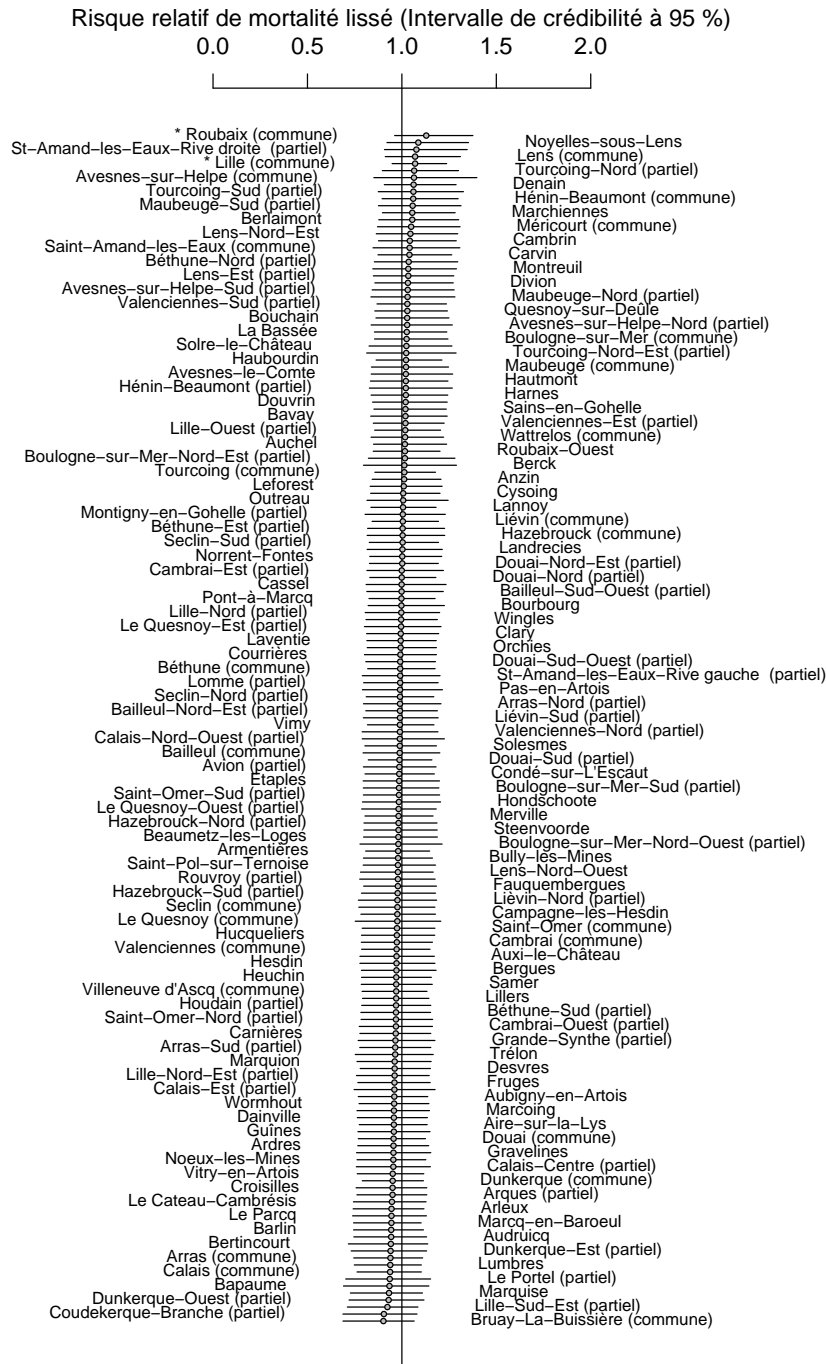 Risque relatif de mortalité lissé (Intervalle de crédibilité à 95 %)
0.0 0.5 1.0 1.5 2.0
* Roubaix (commune)
Noyelles−sous−Lens
St−Amand−les−Eaux−Rive droite (partiel)
Lens (commune)
* Lille (commune)
Tourcoing−Nord (partiel)
Avesnes−sur−Helpe (commune)
Denain
Tourcoing−Sud (partiel)
Hénin−Beaumont (commune)
Maubeuge−Sud (partiel)
Marchiennes
Berlaimont
Méricourt (commune)
Lens−Nord−Est
Cambrin
Saint−Amand−les−Eaux (commune)
Carvin
Béthune−Nord (partiel)
Montreuil
Lens−Est (partiel)
Divion
Avesnes−sur−Helpe−Sud (partiel)
Maubeuge−Nord (partiel)
Valenciennes−Sud (partiel)
Quesnoy−sur−Deûle
Bouchain
Avesnes−sur−Helpe−Nord (partiel)
La Bassée
Boulogne−sur−Mer (commune)
Solre−le−Château
Tourcoing−Nord−Est (partiel)
Haubourdin
Maubeuge (commune)
Avesnes−le−Comte
Hautmont
Hénin−Beaumont (partiel)
Harnes
Douvrin
Sains−en−Gohelle
Bavay
Valenciennes−Est (partiel)
Lille−Ouest (partiel)
Wattrelos (commune)
Auchel
Roubaix−Ouest
Boulogne−sur−Mer−Nord−Est (partiel)
Berck
Tourcoing (commune)
Anzin
Leforest
Cysoing
Outreau
Lannoy
Montigny−en−Gohelle (partiel)
Liévin (commune)
Béthune−Est (partiel)
Hazebrouck (commune)
Seclin−Sud (partiel)
Landrecies
Norrent−Fontes
Douai−Nord−Est (partiel)
Cambrai−Est (partiel)
Douai−Nord (partiel)
Cassel
Bailleul−Sud−Ouest (partiel)
Pont−à−Marcq
Bourbourg
Lille−Nord (partiel)
Wingles
Le Quesnoy−Est (partiel)
Clary
Laventie
Orchies
Courrières
Douai−Sud−Ouest (partiel)
Béthune (commune)
St−Amand−les−Eaux−Rive gauche (partiel)
Lomme (partiel)
Pas−en−Artois
Seclin−Nord (partiel)
Arras−Nord (partiel)
Bailleul−Nord−Est (partiel)
Liévin−Sud (partiel)
Vimy
Valenciennes−Nord (partiel)
Calais−Nord−Ouest (partiel)
Solesmes
Bailleul (commune)
Douai−Sud (partiel)
Avion (partiel)
Condé−sur−L'Escaut
Etaples
Boulogne−sur−Mer−Sud (partiel)
Saint−Omer−Sud (partiel)
Hondschoote
Le Quesnoy−Ouest (partiel)
Merville
Hazebrouck−Nord (partiel)
Steenvoorde
Beaumetz−les−Loges
Boulogne−sur−Mer−Nord−Ouest (partiel)
Armentières
Bully−les−Mines
Saint−Pol−sur−Ternoise
Lens−Nord−Ouest
Rouvroy (partiel)
Fauquembergues
Hazebrouck−Sud (partiel)
Lièvin−Nord (partiel)
Seclin (commune)
Campagne−lès−Hesdin
Le Quesnoy (commune)
Saint−Omer (commune)
Hucqueliers
Cambrai (commune)
Valenciennes (commune)
Auxi−le−Château
Hesdin
Bergues
Heuchin
Samer
Villeneuve d'Ascq (commune)
Lillers
Houdain (partiel)
Béthune−Sud (partiel)
Saint−Omer−Nord (partiel)
Cambrai−Ouest (partiel)
Carnières
Grande−Synthe (partiel)
Arras−Sud (partiel)
Trélon
Marquion
Desvres
Lille−Nord−Est (partiel)
Fruges
Calais−Est (partiel)
Aubigny−en−Artois
Wormhout
Marcoing
Dainville
Aire−sur−la−Lys
Guînes
Douai (commune)
Ardres
Gravelines
Noeux−les−Mines
Calais−Centre (partiel)
Vitry−en−Artois
Dunkerque (commune)
Croisilles
Arques (partiel)
Le Cateau−Cambrésis
Arleux
Le Parcq
Marcq−en−Baroeul
Barlin
Audruicq
Bertincourt
Dunkerque−Est (partiel)
Arras (commune)
Lumbres
Calais (commune)
Le Portel (partiel)
Bapaume
Marquise
Dunkerque−Ouest (partiel)
Lille−Sud−Est (partiel)
Coudekerque−Branche (partiel)
Bruay−La−Buissière (commune)